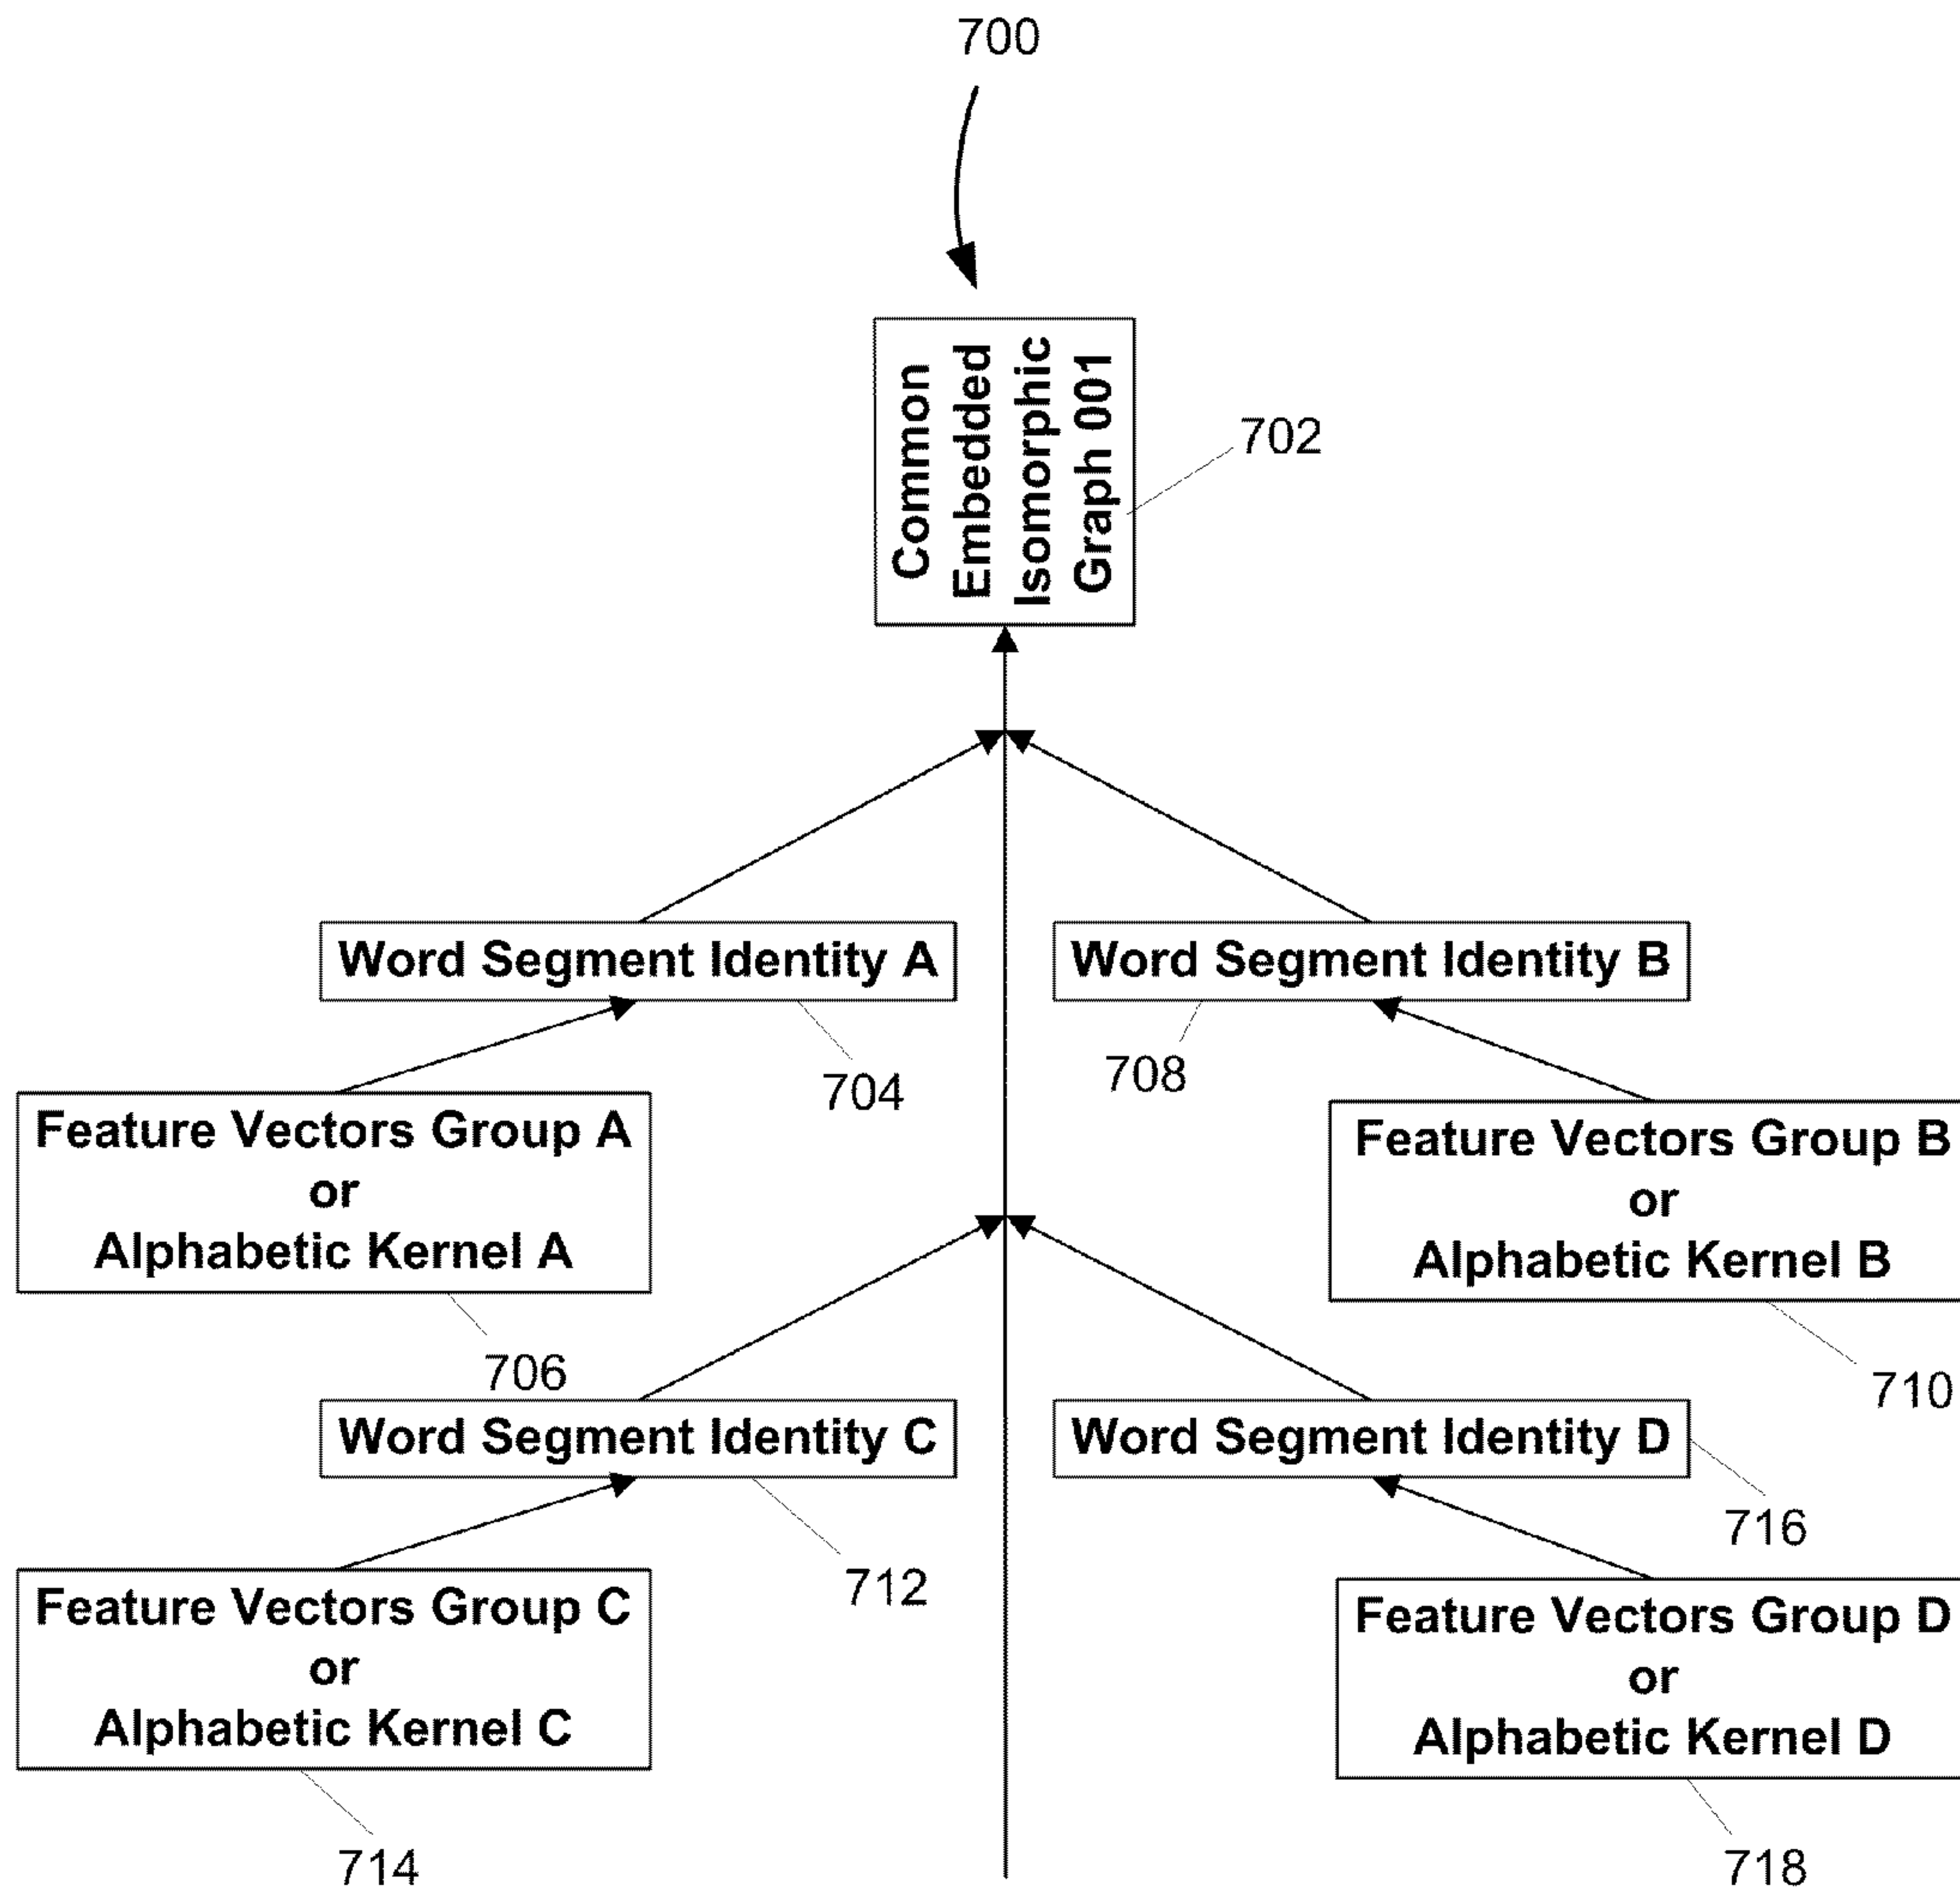 700
Common
Embedded
Isomorphic
Graph 001
702
Word Segment Identity A
Word Segment Identity B
704
708
Feature Vectors Group A
or
Alphabetic Kernel A
Feature Vectors Group B
or
Alphabetic Kernel B
706
710
Word Segment Identity C
Word Segment Identity D
712
716
Feature Vectors Group C
or
Alphabetic Kernel C
Feature Vectors Group D
or
Alphabetic Kernel D
714
718